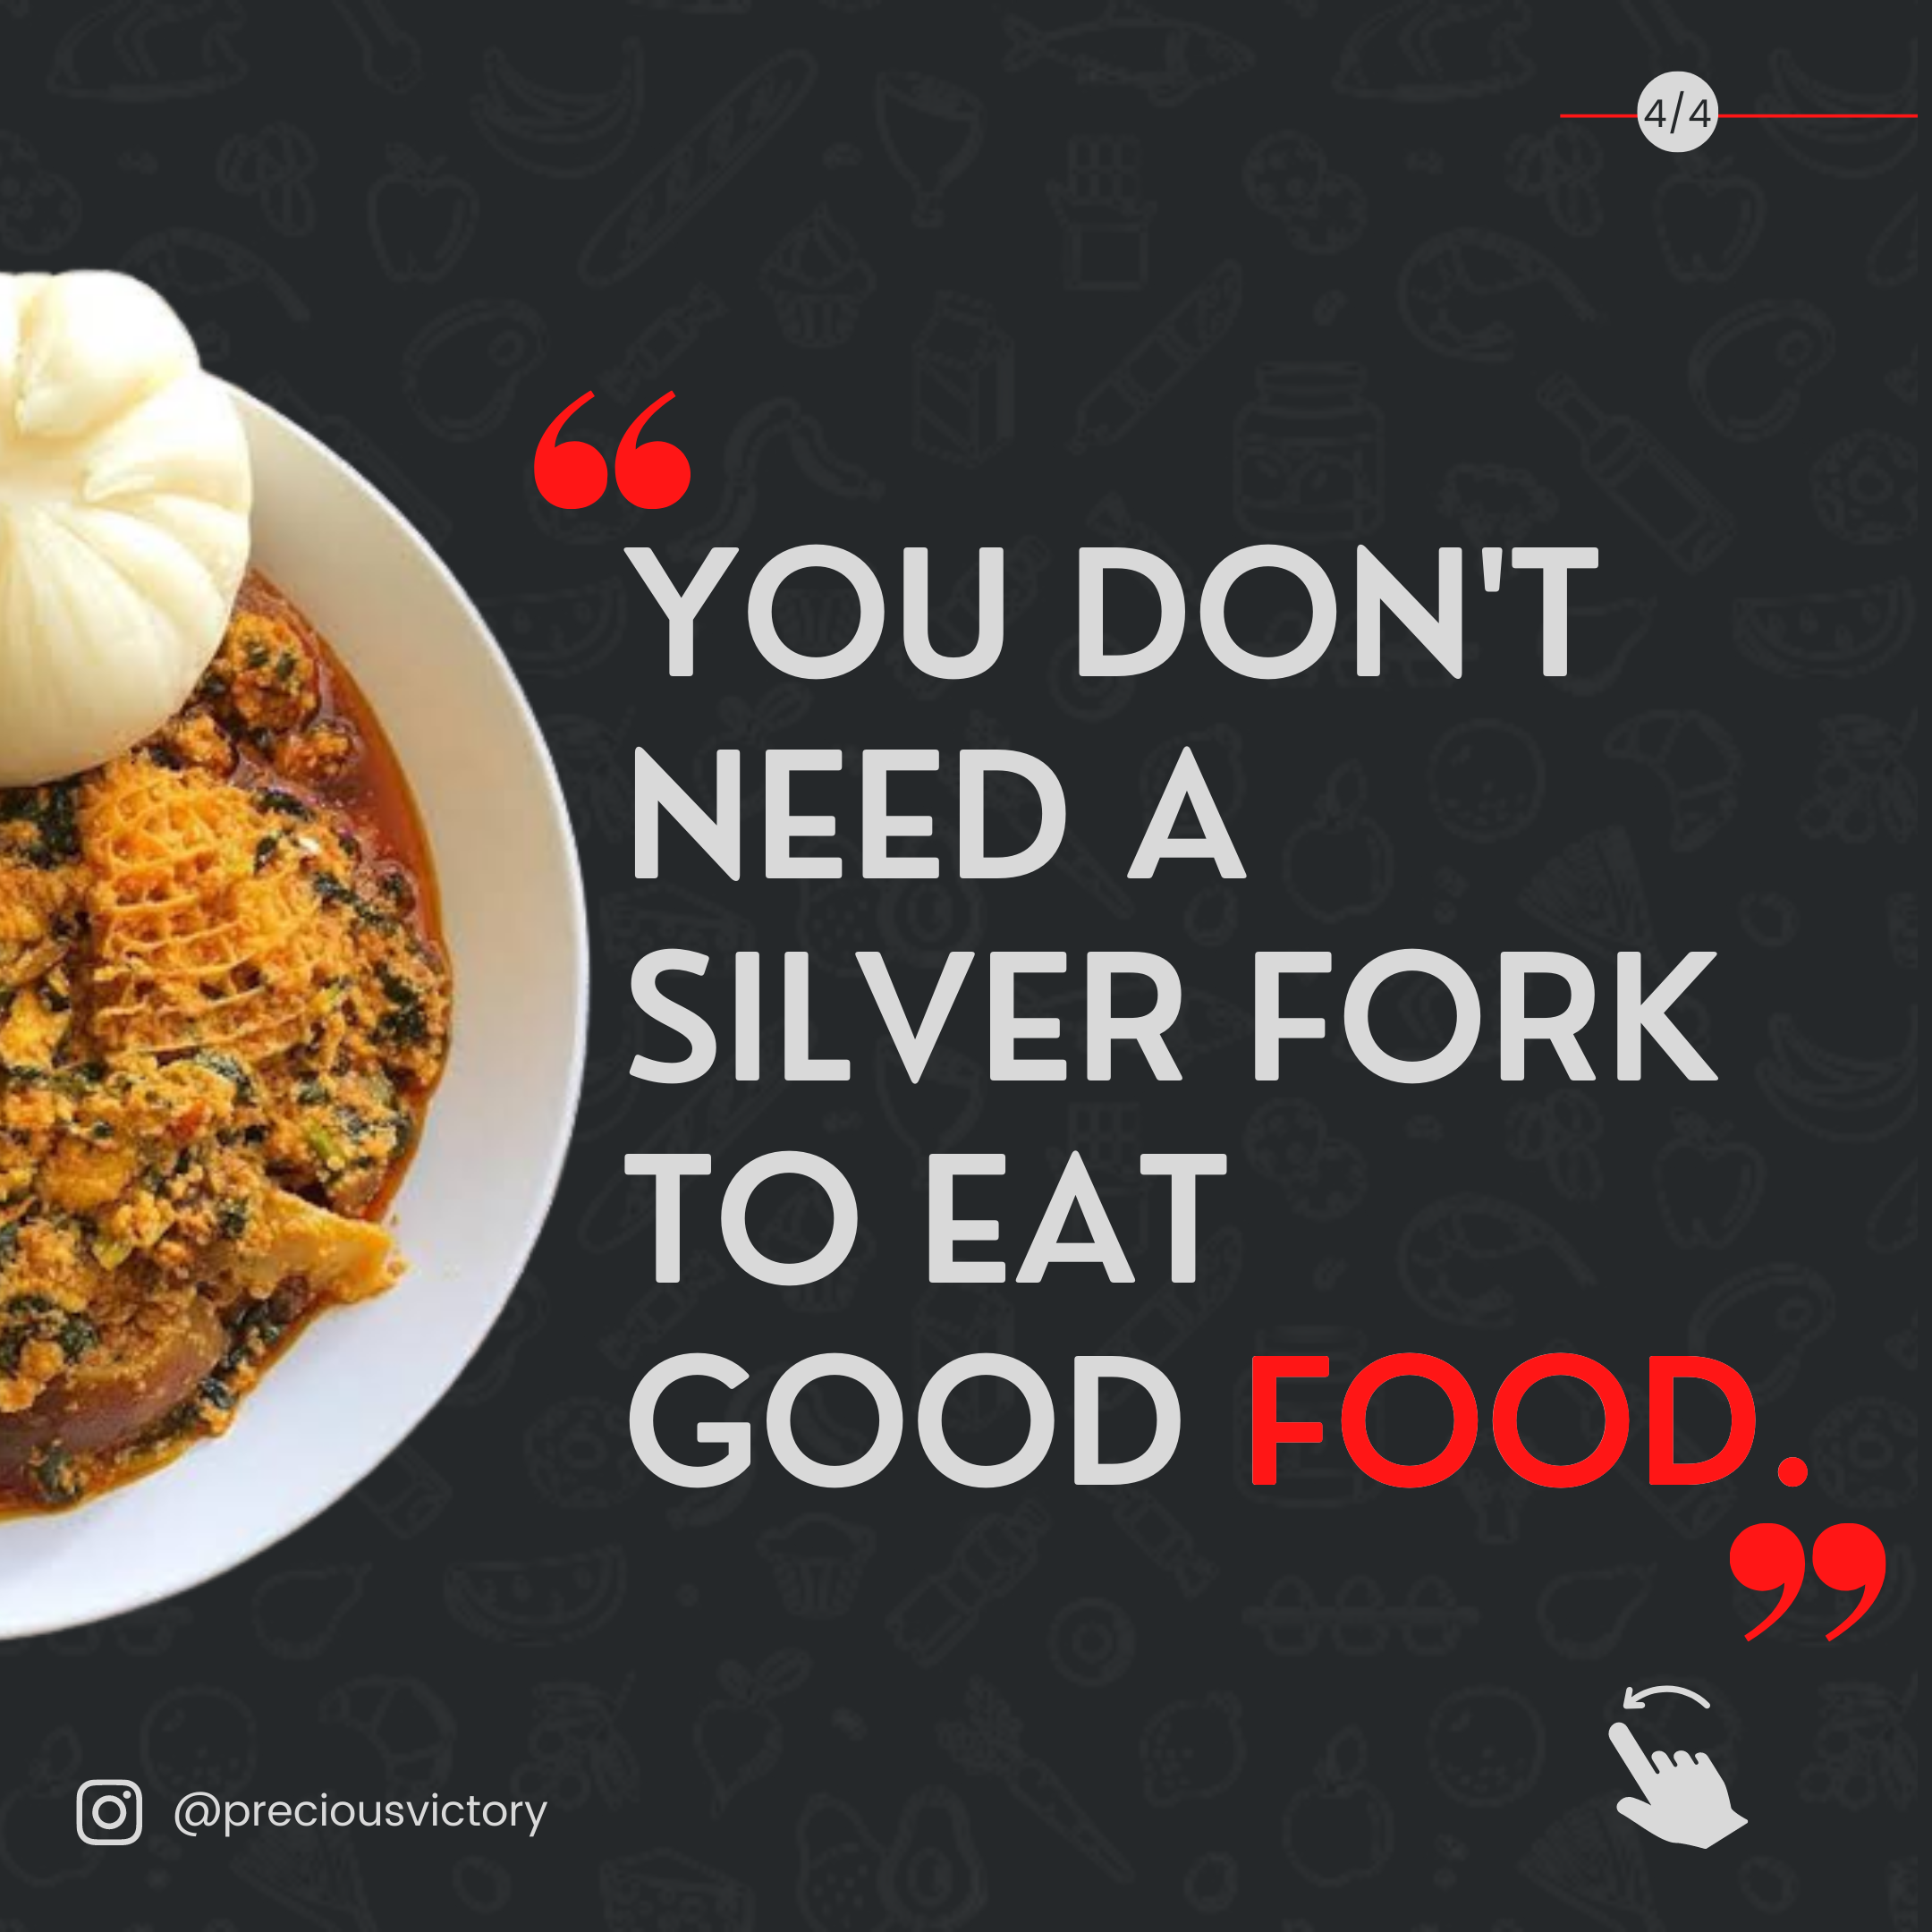 4/4
“
YOU DON'T
NEED A
SILVER FORK
TO EAT
GOOD FOOD.
”
@preciousvictory